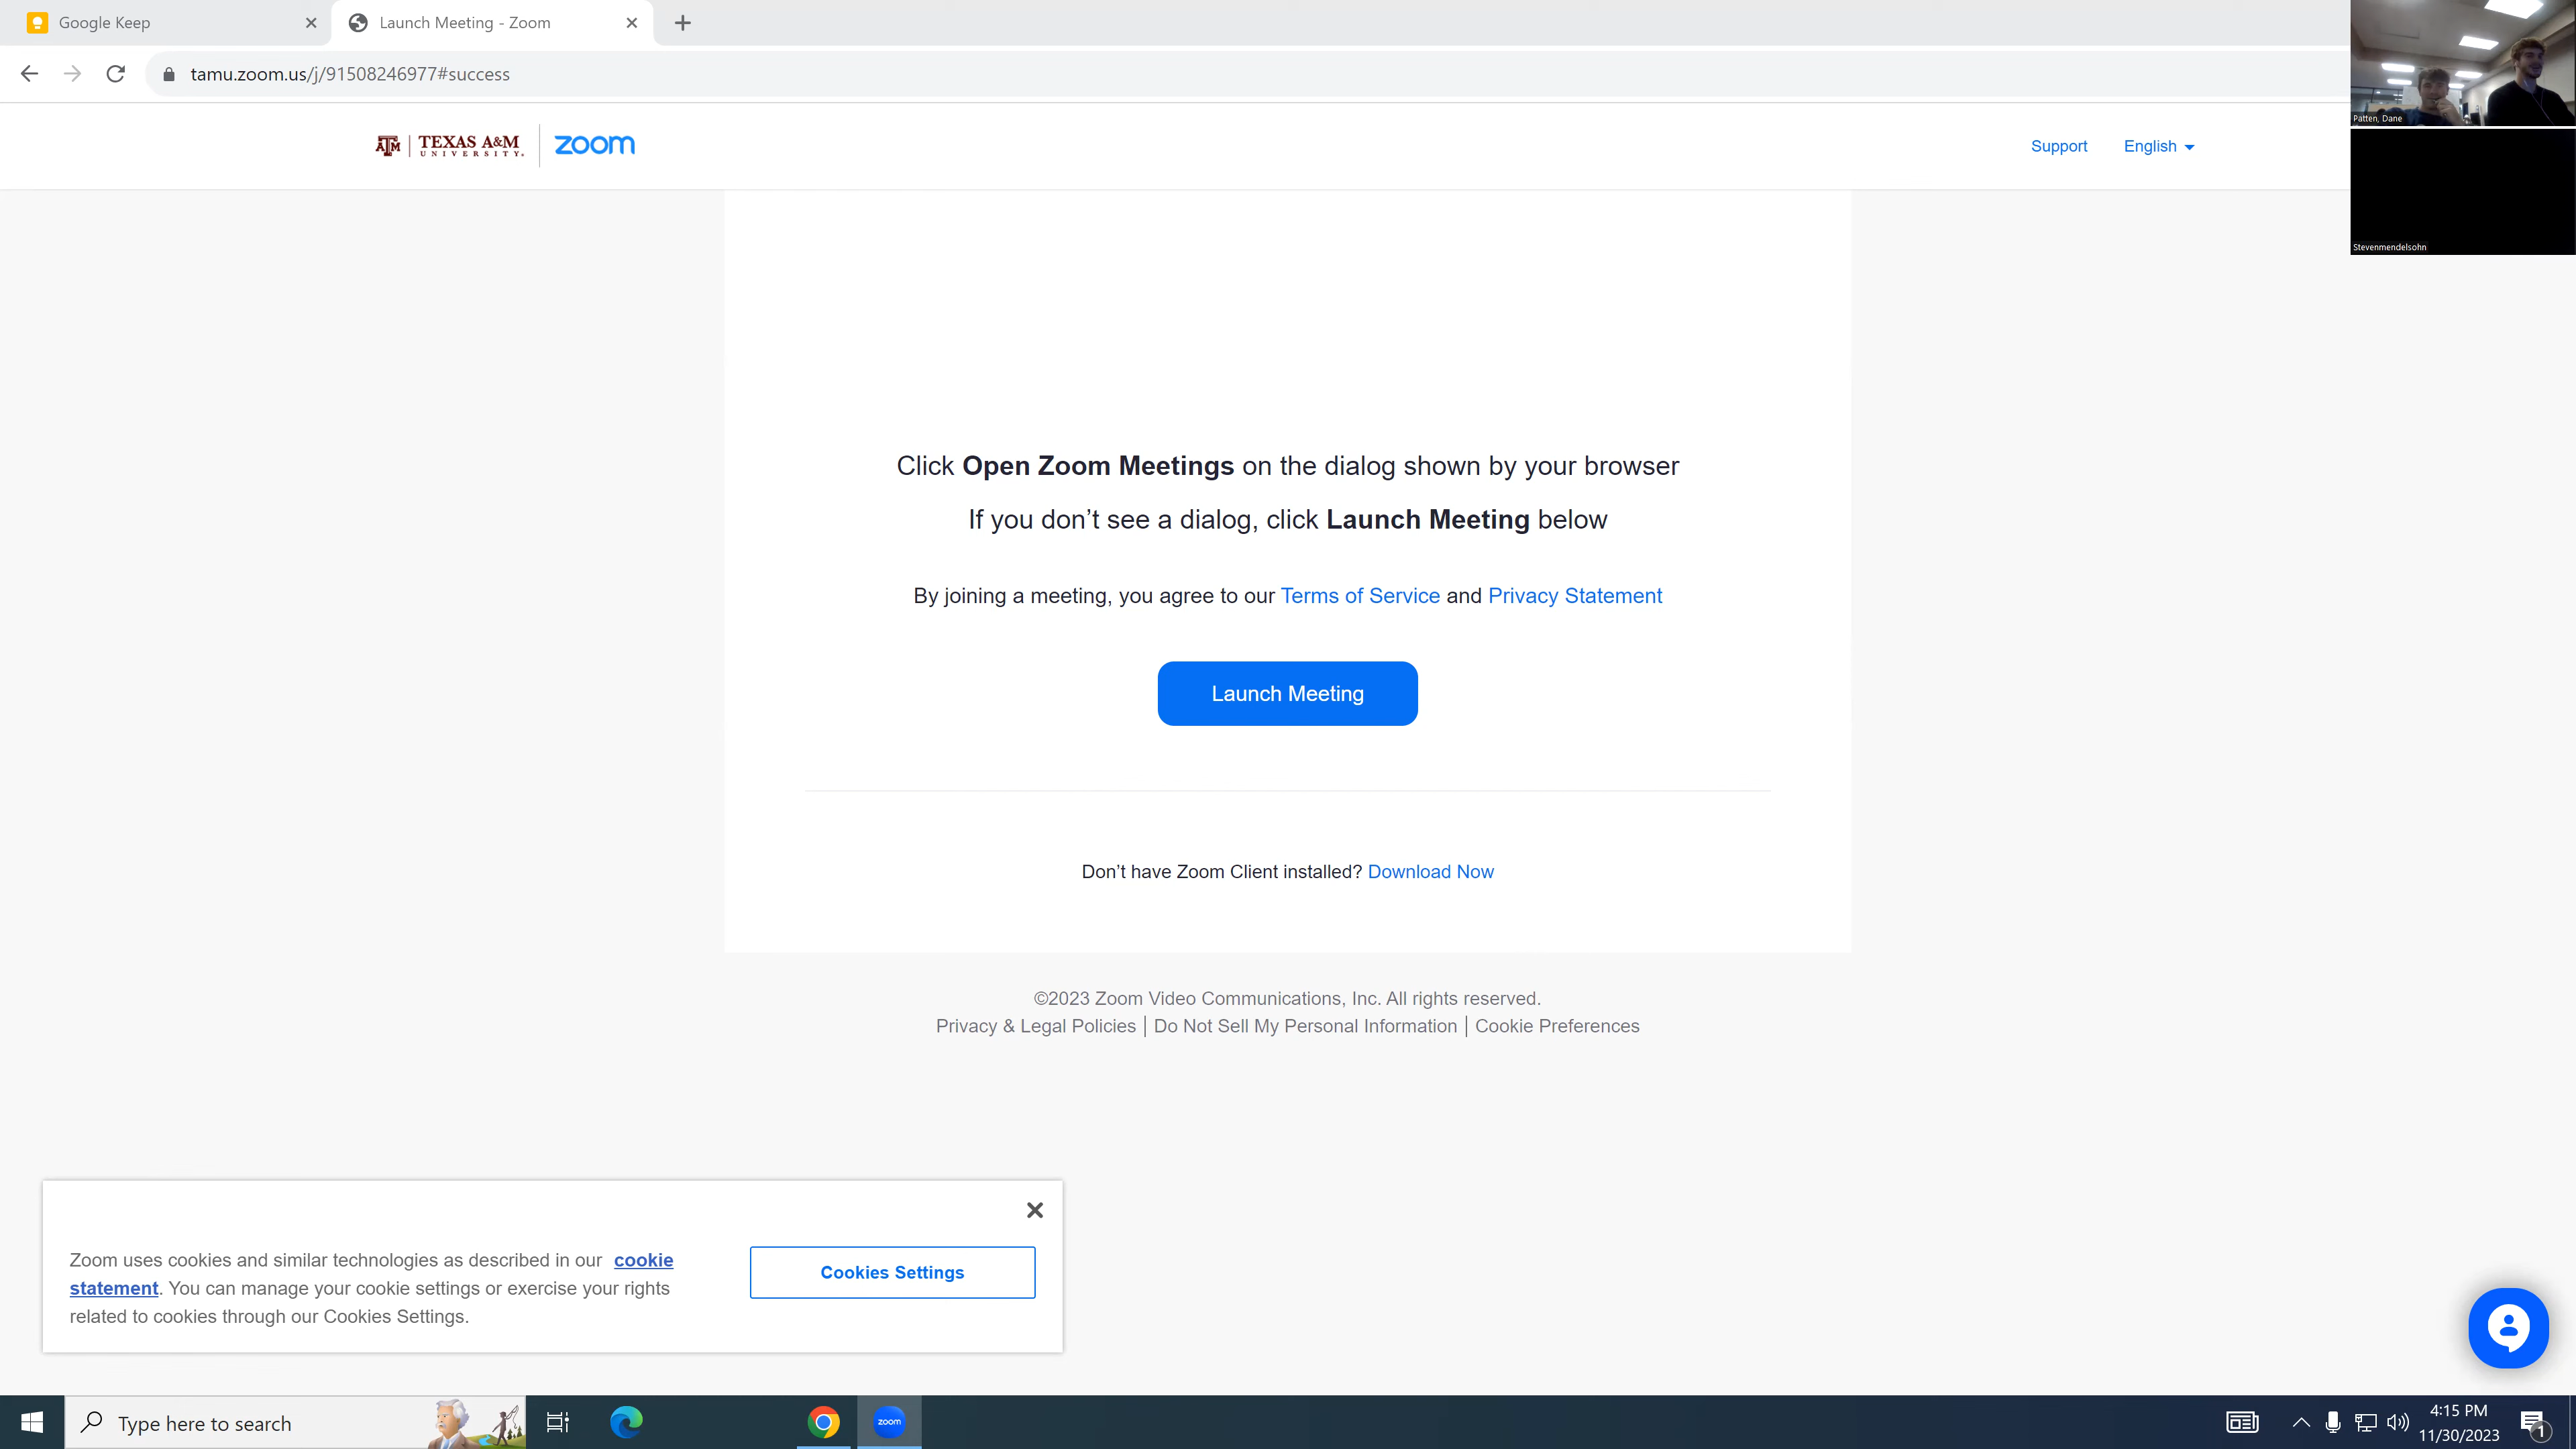 Google Keep
Launch Meeting - Zoom
tamu.zoom.us/j/91508246977#success
Patten, Dane
Stevenmendelsohn
ATM | TEXAS A&M UNIVERSITY. zoom
Support English
Click Open Zoom Meetings on the dialog shown by your browser
If you don’t see a dialog, click Launch Meeting below
By joining a meeting, you agree to our Terms of Service and Privacy Statement
Launch Meeting
Don’t have Zoom Client installed? Download Now
©2023 Zoom Video Communications, Inc. All rights reserved.
Privacy & Legal Policies | Do Not Sell My Personal Information | Cookie Preferences
Zoom uses cookies and similar technologies as described in our cookie
statement. You can manage your cookie settings or exercise your rights
related to cookies through our Cookies Settings.
Cookies Settings
Type here to search
zoom
4:15 PM
11/30/2023
1